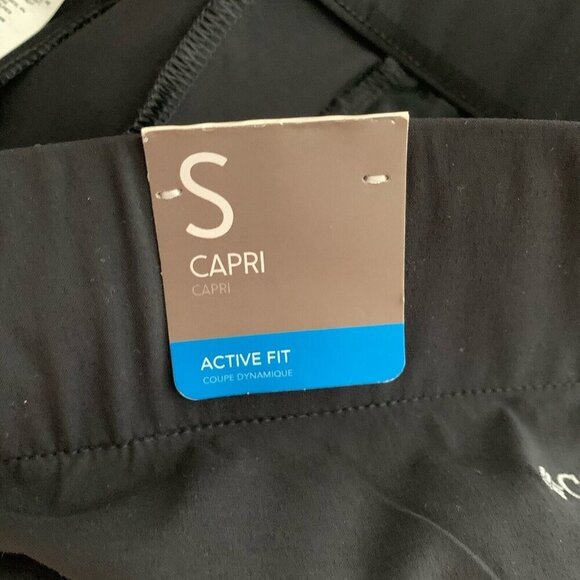 S
CAPRI
CAPRI
ACTIVE FIT
COUPE DYNAMIQUE